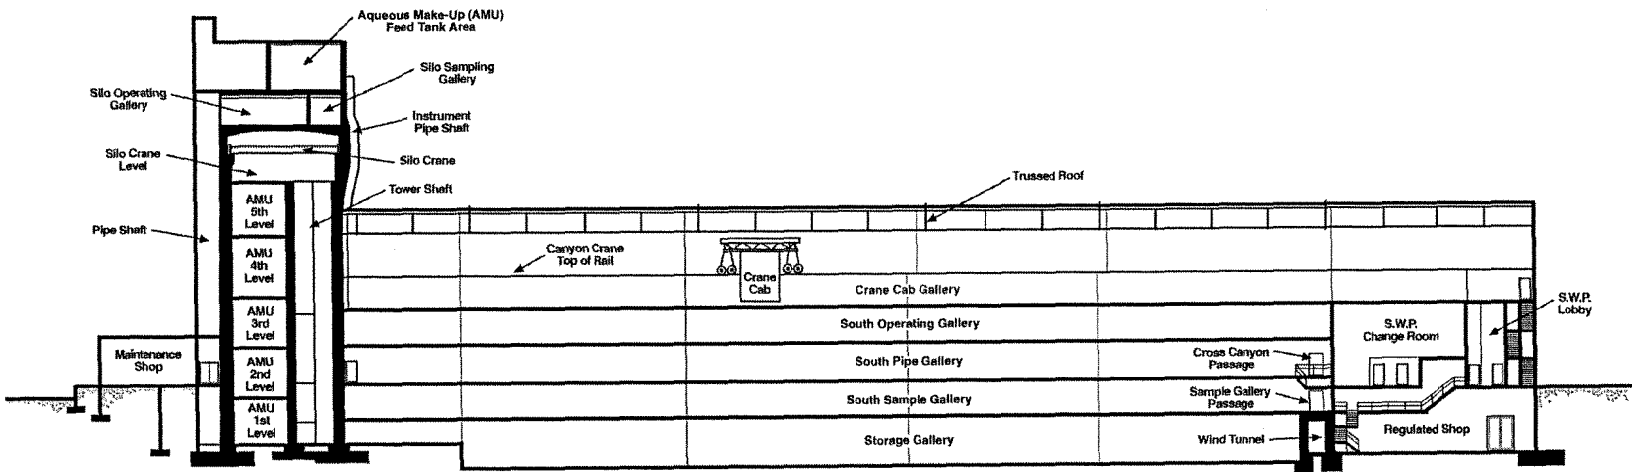 Aqueous Make-Up (AMU)
Feed Tank Area
Silo Sampling
Gallery
Silo Operating
Gallery
Instrument
Pipe Shaft
Silo Crane
Level
Silo Crane
Tower Shaft
Trussed Roof
AMU
5th
Level
Pipe Shaft
AMU
4th
Level
Canyon Crane
Top of Rail
Crane
Cab
Crane Cab Gallery
S.W.P.
Lobby
AMU
3rd
Level
South Operating Gallery
S.W.P.
Change Room
Maintenance
Shop
AMU
2nd
Level
South Pipe Gallery
Cross Canyon
Passage
AMU
1st
Level
South Sample Gallery
Sample Gallery
Passage
Storage Gallery
Wind Tunnel
Regulated Shop